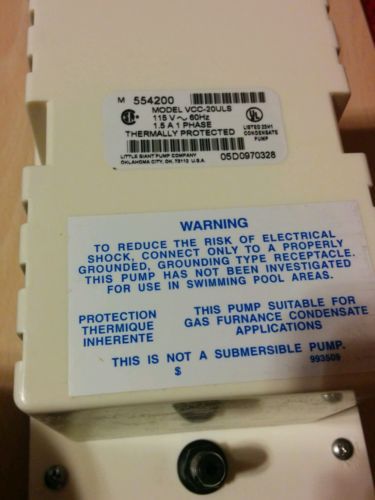 M 554200
MODEL VCC-20ULS
115 V ~ 60Hz
1.5 A 1 PHASE
THERMALLY PROTECTED
UL
LISTED 23H1
CONDENSATE
PUMP
LITTLE GIANT PUMP COMPANY
OKLAHOMA CITY, OK. 73112 U.S.A.
05D0970328
WARNING
TO REDUCE THE RISK OF ELECTRICAL
SHOCK, CONNECT ONLY TO A PROPERLY
GROUNDED, GROUNDING TYPE RECEPTACLE.
THIS PUMP HAS NOT BEEN INVESTIGATED
FOR USE IN SWIMMING POOL AREAS.
PROTECTION
THERMIQUE
INHERENTE
THIS PUMP SUITABLE FOR
GAS FURNANCE CONDENSATE
APPLICATIONS
THIS IS NOT A SUBMERSIBLE PUMP.
$ 993509